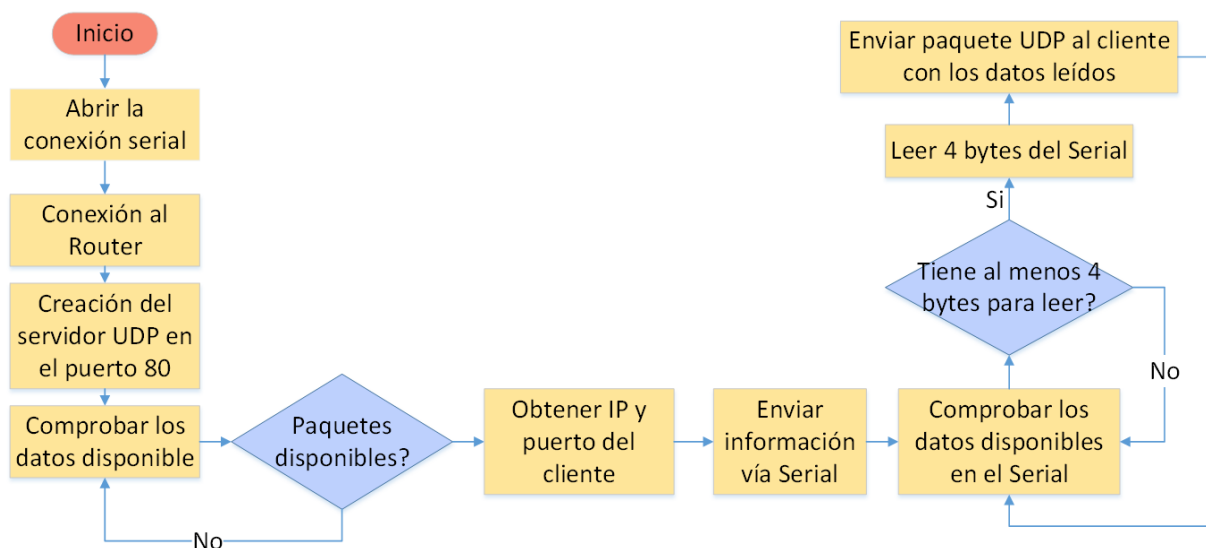 Inicio
Abrir la
conexión serial
Conexión al
Router
Creación del
servidor UDP en
el puerto 80
Comprobar los
datos disponible
Paquetes
disponibles?
No
Obtener IP y
puerto del
cliente
Enviar
información
vía Serial
Comprobar los
datos disponibles
en el Serial
Tiene al menos 4
bytes para leer?
No
Si
Leer 4 bytes del Serial
Enviar paquete UDP al cliente
con los datos leídos